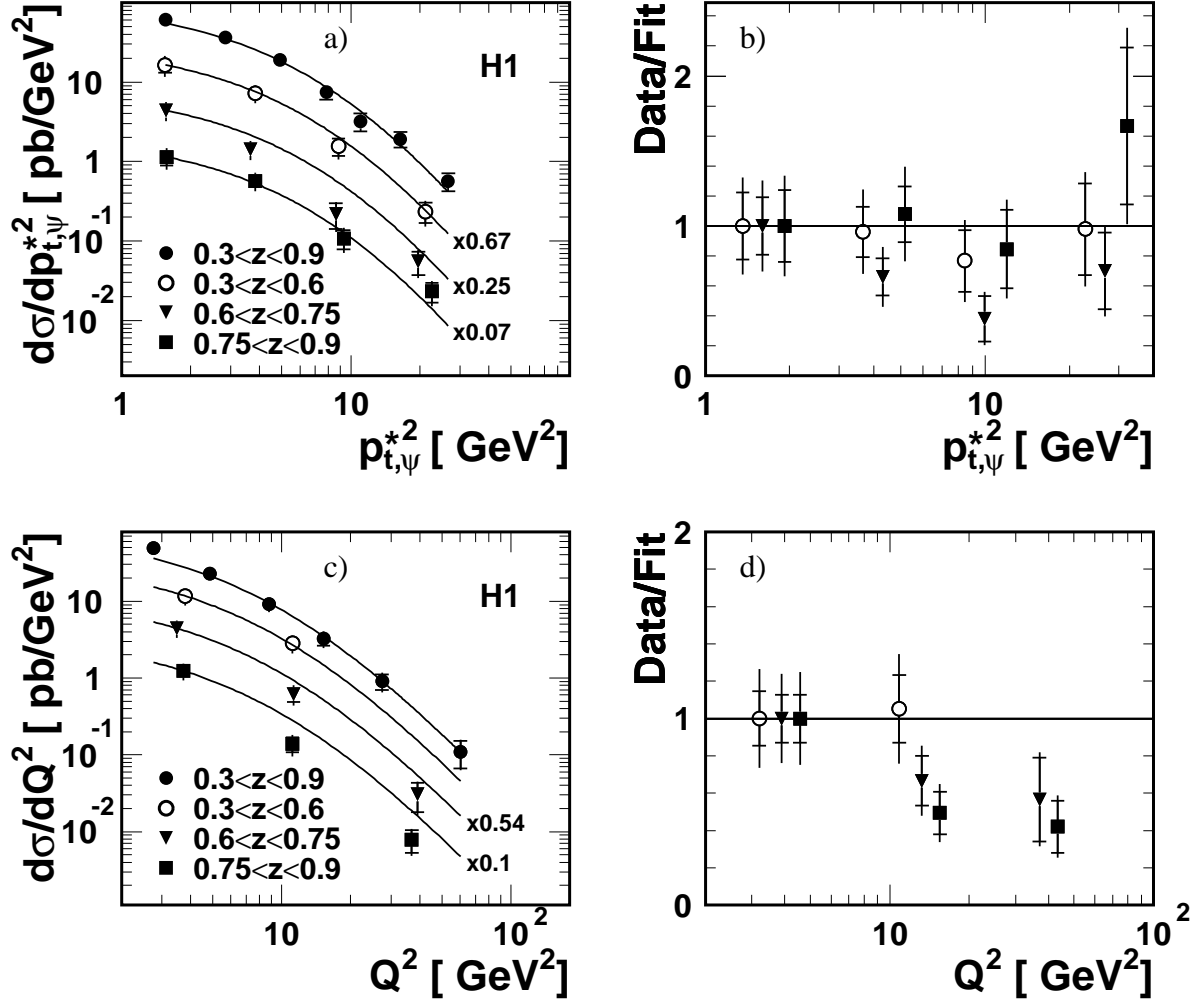 a)
H1
dσ/dp*2t,ψ [ pb/GeV2]
10
1
10-1
10-2
0.3<z<0.9
0.3<z<0.6
0.6<z<0.75
0.75<z<0.9
x0.67
x0.25
x0.07
1
10
p*2t,ψ [ GeV2]
b)
Data/Fit
2
1
0
1
10
p*2t,ψ [ GeV2]
c)
H1
dσ/dQ2 [ pb/GeV2]
10
1
10-1
10-2
0.3<z<0.9
0.3<z<0.6
0.6<z<0.75
0.75<z<0.9
x0.54
x0.1
10
102
Q2 [ GeV2]
d)
Data/Fit
2
1
0
10
102
Q2 [ GeV2]